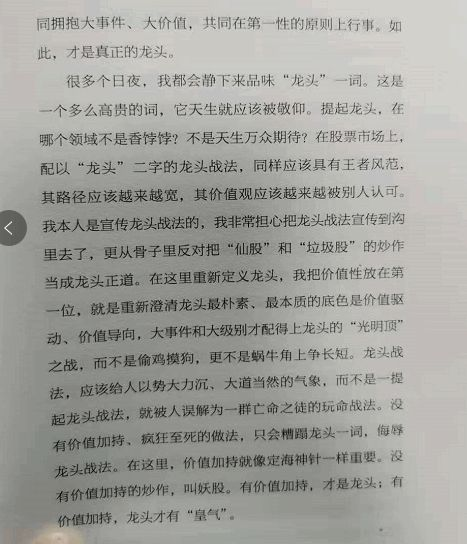 同拥抱大事件、大价值，共同在第一性的原则上行事。如
此，才是真正的龙头。
很多个日夜，我都会静下来品味“龙头”一词。这是
一个多么高贵的词，它天生就应该被敬仰。提起龙头，在
哪个领域不是香饽饽？不是天生万众期待？在股票市场上，
配以“龙头”二字的龙头战法，同样应该具有王者风范，
其路径应该越来越宽，其价值观应该越来越被别人认可。
我本人是宣传龙头战法的，我非常担心把龙头战法宣传到沟
里去了，更从骨子里反对把“仙股”和“垃圾股”的炒作
当成龙头正道。在这里重新定义龙头，我把价值性放在第
一位，就是重新澄清龙头最朴素、最本质的底色是价值驱
动、价值导向，大事件和大级别才配得上龙头的“光明顶”
之战，而不是偷鸡摸狗，更不是蜗牛角上争长短。龙头战
法，应该给人以势大力沉、大道当然的气象，而不是一提
起龙头战法，就被人误解为一群亡命之徒的玩命战法。没
有价值加持、疯狂至死的做法，只会糟蹋龙头一词，侮辱
龙头战法。在这里，价值加持就像定海神针一样重要。没
有价值加持的炒作，叫妖股。有价值加持，才是龙头；有
价值加持，龙头才有“皇气”。